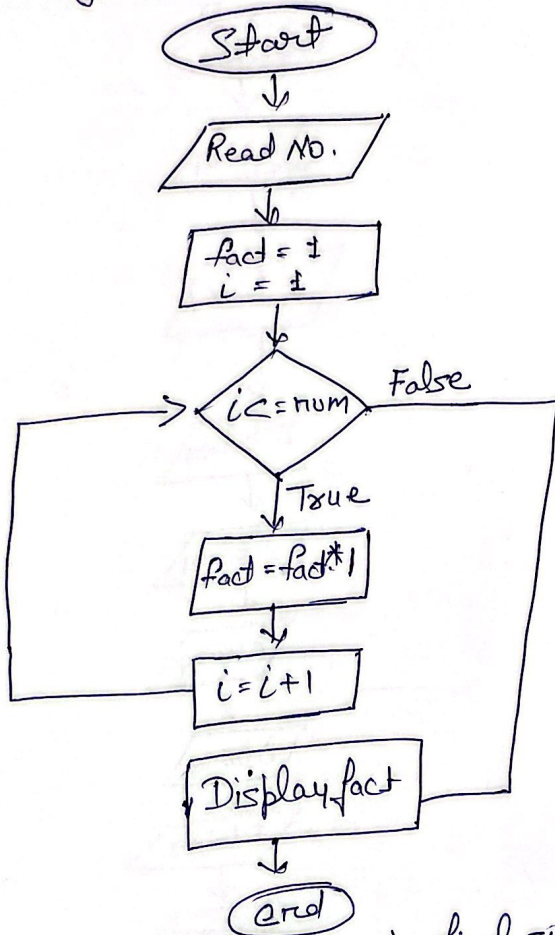 Start
Read No.
fact = 1
i = 1
i<=num
False
True
fact = fact*1
i = i+1
Display fact
end